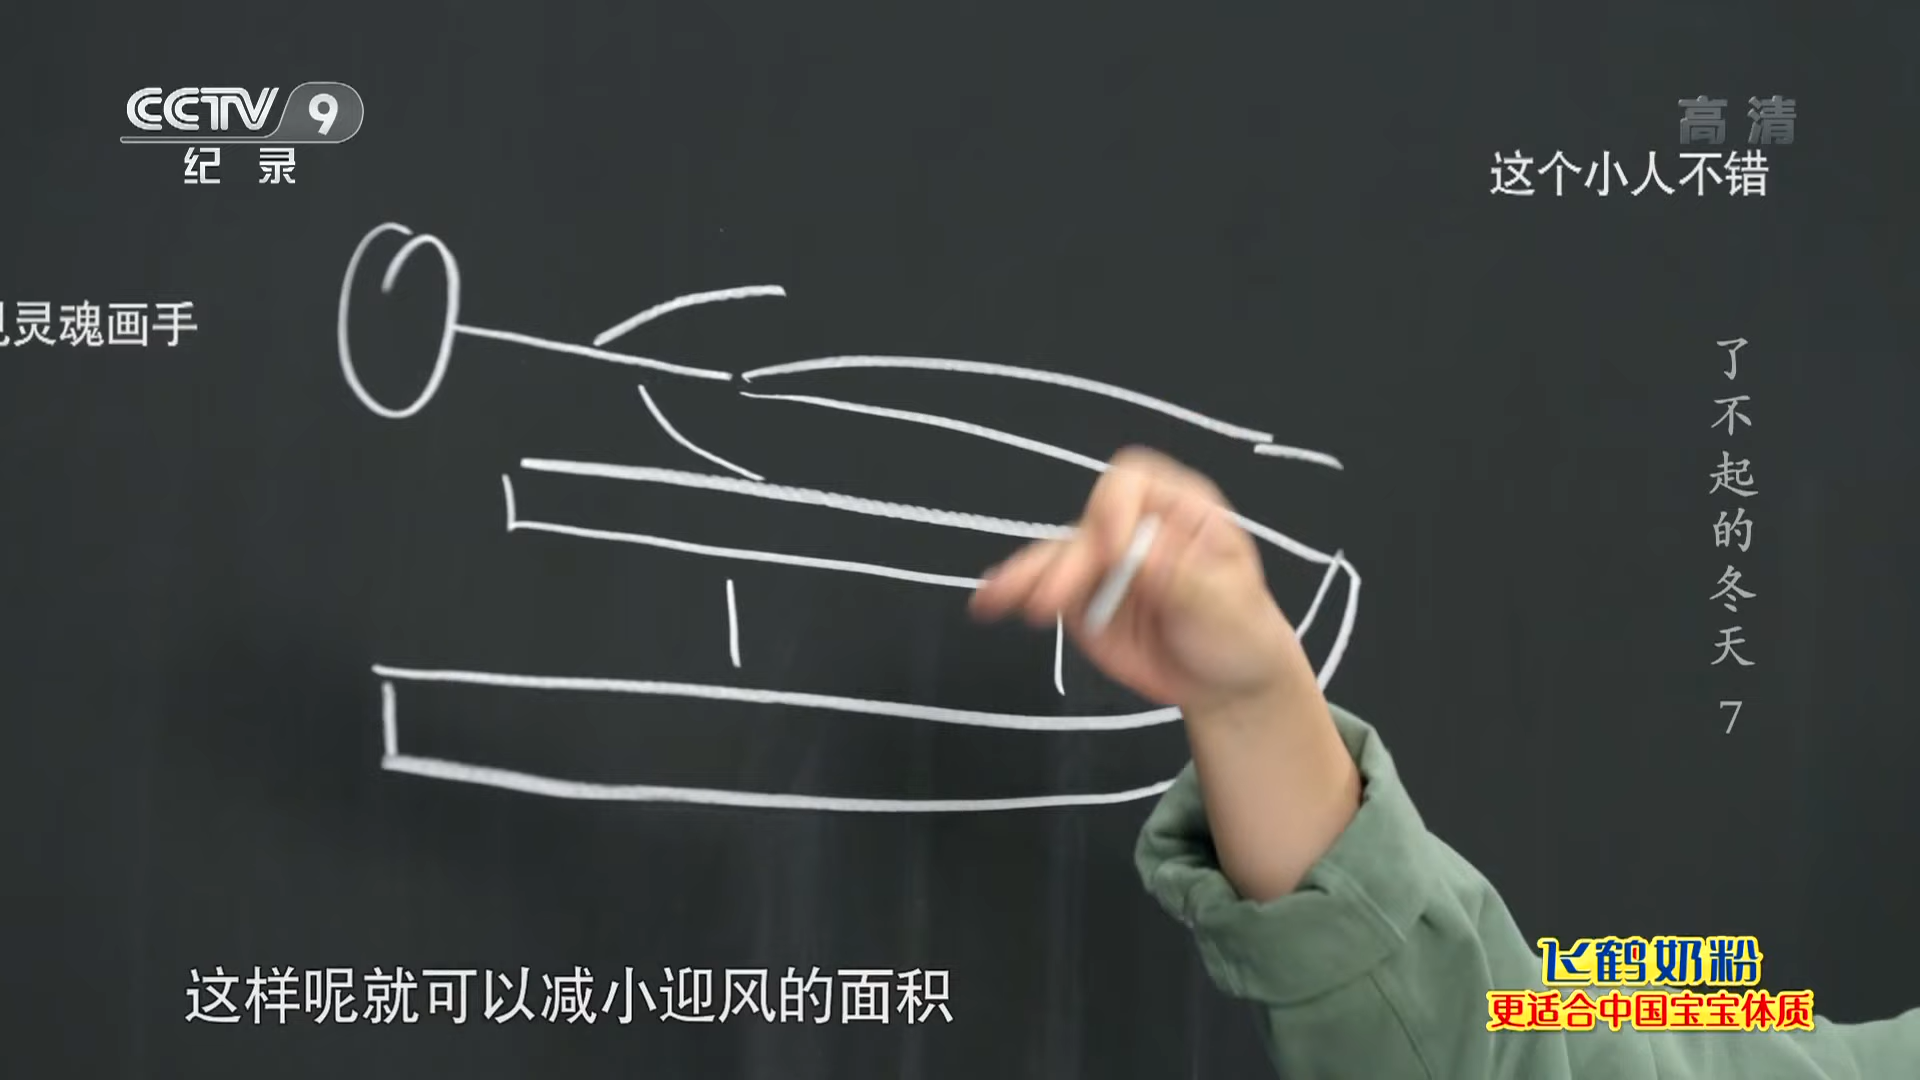 CCTV 9
纪录
高清
这个小人不错
灵魂画手
了不起的冬天 7
这样呢就可以减小迎风的面积
飞鹤奶粉
更适合中国宝宝体质